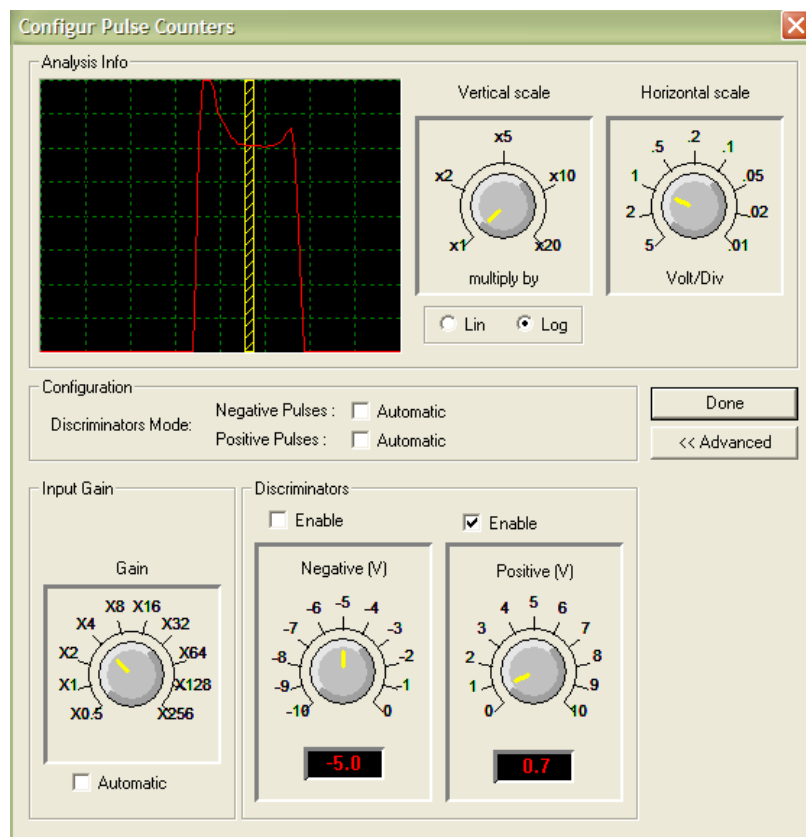 Configur Pulse Counters
Analysis Info
Vertical scale
x1
x2
x5
x10
x20
multiply by
Lin
Log
Horizontal scale
5
2
1
.5
.2
.1
.05
.02
.01
Volt/Div
Configuration
Discriminators Mode:
Negative Pulses : Automatic
Positive Pulses : Automatic
Done
<< Advanced
Input Gain
Gain
X0.5
X1
X2
X4
X8
X16
X32
X64
X128
X256
Automatic
Discriminators
Enable
Negative (V)
-10
-9
-8
-7
-6
-5
-4
-3
-2
-1
0
-5.0
Enable
Positive (V)
0
1
2
3
4
5
6
7
8
9
10
0.7